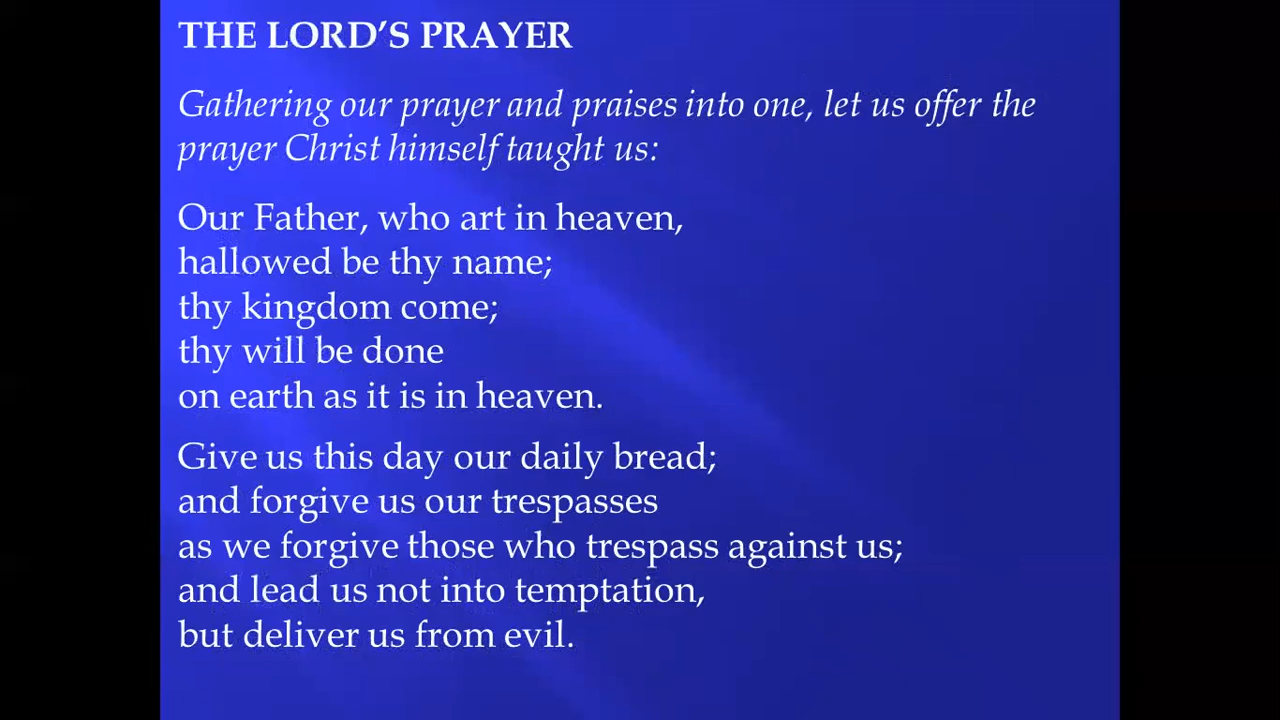 THE LORD’S PRAYER
Gathering our prayer and praises into one, let us offer the
prayer Christ himself taught us:
Our Father, who art in heaven,
hallowed be thy name;
thy kingdom come;
thy will be done
on earth as it is in heaven.
Give us this day our daily bread;
and forgive us our trespasses
as we forgive those who trespass against us;
and lead us not into temptation,
but deliver us from evil.